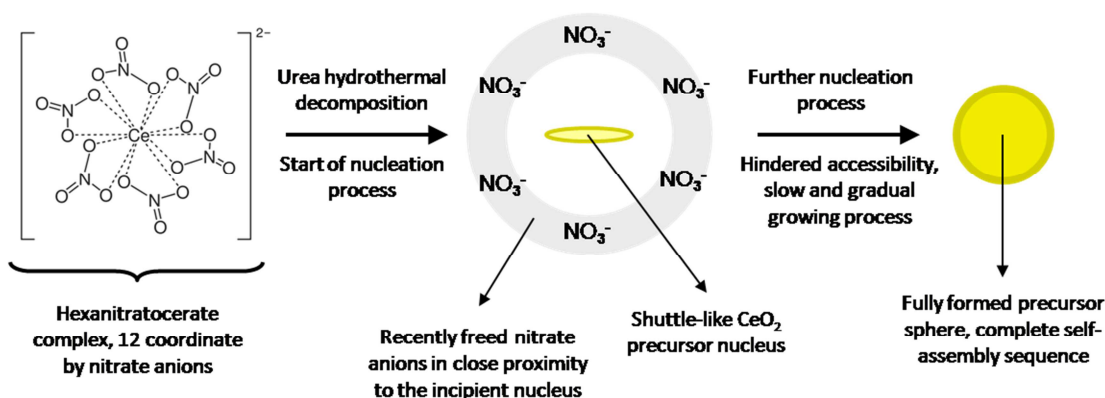 2-
O
O
N
O
O
N
O
O
O
N
O
O
N
O
O
Ce
O
O
N
O
O
O
N
O
O
Hexanitratocerate
complex, 12 coordinate
by nitrate anions
Urea hydrothermal
decomposition
Start of nucleation
process
NO₃⁻
NO₃⁻
NO₃⁻
NO₃⁻
NO₃⁻
NO₃⁻
Recently freed nitrate
anions in close proximity
to the incipient nucleus
Shuttle-like CeO₂
precursor nucleus
Further nucleation
process
Hindered accessibility,
slow and gradual
growing process
Fully formed precursor
sphere, complete self-
assembly sequence